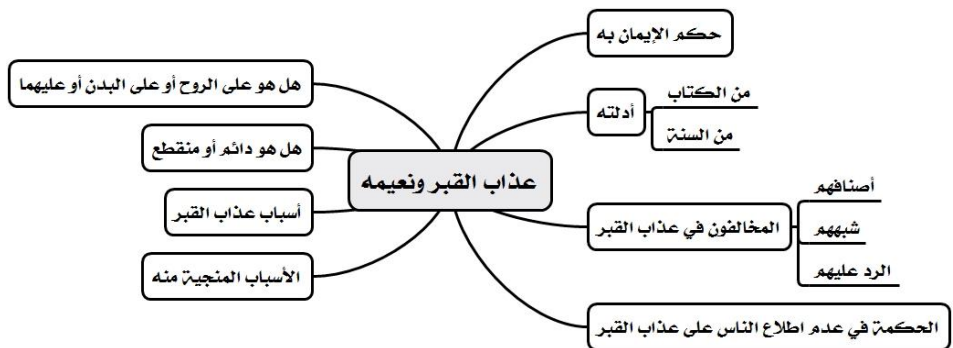 عذاب القبر ونعيمه
حكم الإيمان به
أدلته
من الكتاب
من السنة
المخالفون في عذاب القبر
أصنافهم
شبههم
الرد عليهم
الحكمة في عدم اطلاع الناس على عذاب القبر
هل هو على الروح أو على البدن أو عليهما
هل هو دائم أو منقطع
أسباب عذاب القبر
الأسباب المنجية منه